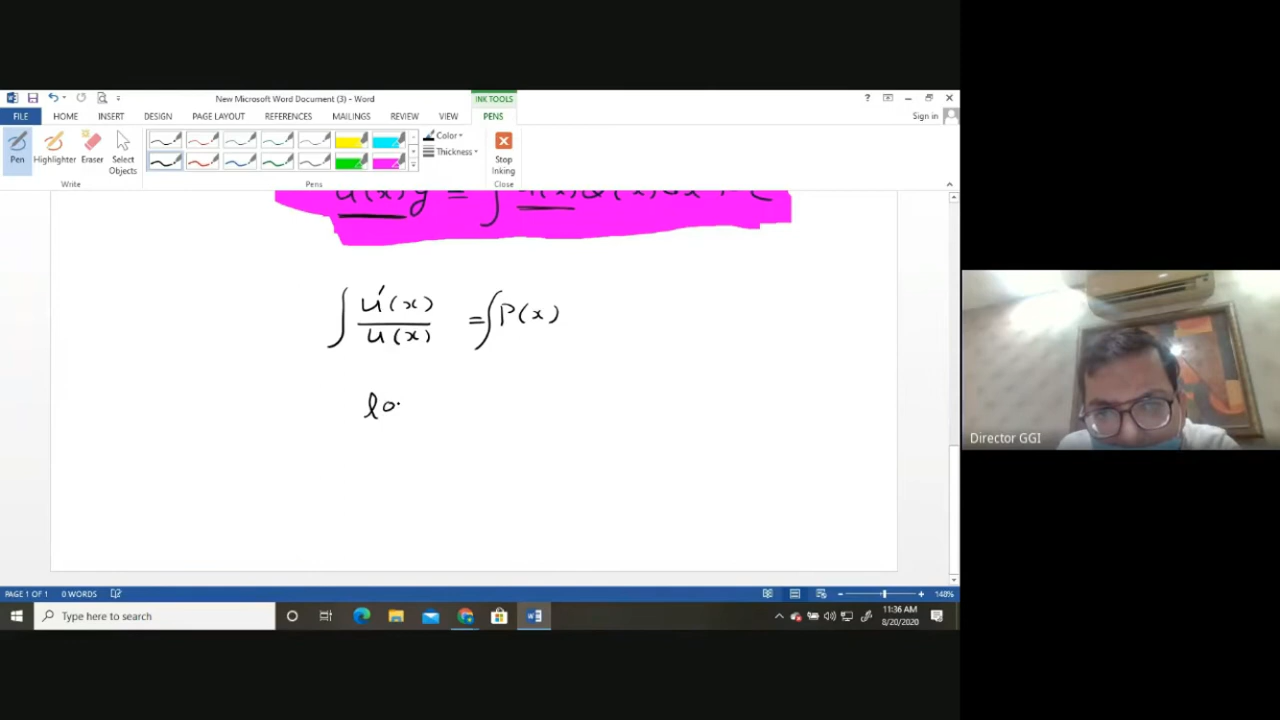 New Microsoft Word Document (3) - Word
INK TOOLS
Sign in
FILE HOME INSERT DESIGN PAGE LAYOUT REFERENCES MAILINGS REVIEW VIEW PENS
Pen Highlighter Eraser Select Objects
Color
Thickness
Stop Inking
Write Pens Close
u(x)y = ∫ u(x)Q(x)dx + C
∫ u'(x)/u(x) = ∫ P(x)
lo
Director GGI
PAGE 1 OF 1 0 WORDS 148%
Type here to search
11:36 AM
8/20/2020